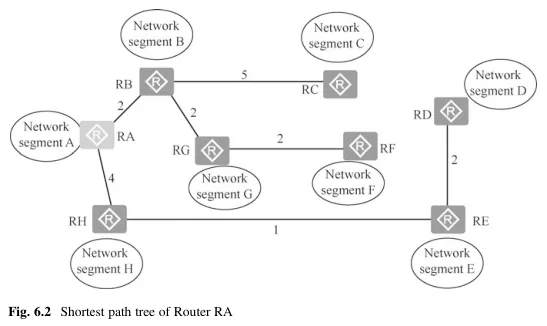 Network
segment B
Network
segment C
RB
5
RC
Network
segment D
RD
2
Network
segment A
RA
2
RG
2
RF
Network
segment G
Network
segment F
2
4
RH
1
RE
Network
segment H
Network
segment E
Fig. 6.2 Shortest path tree of Router RA